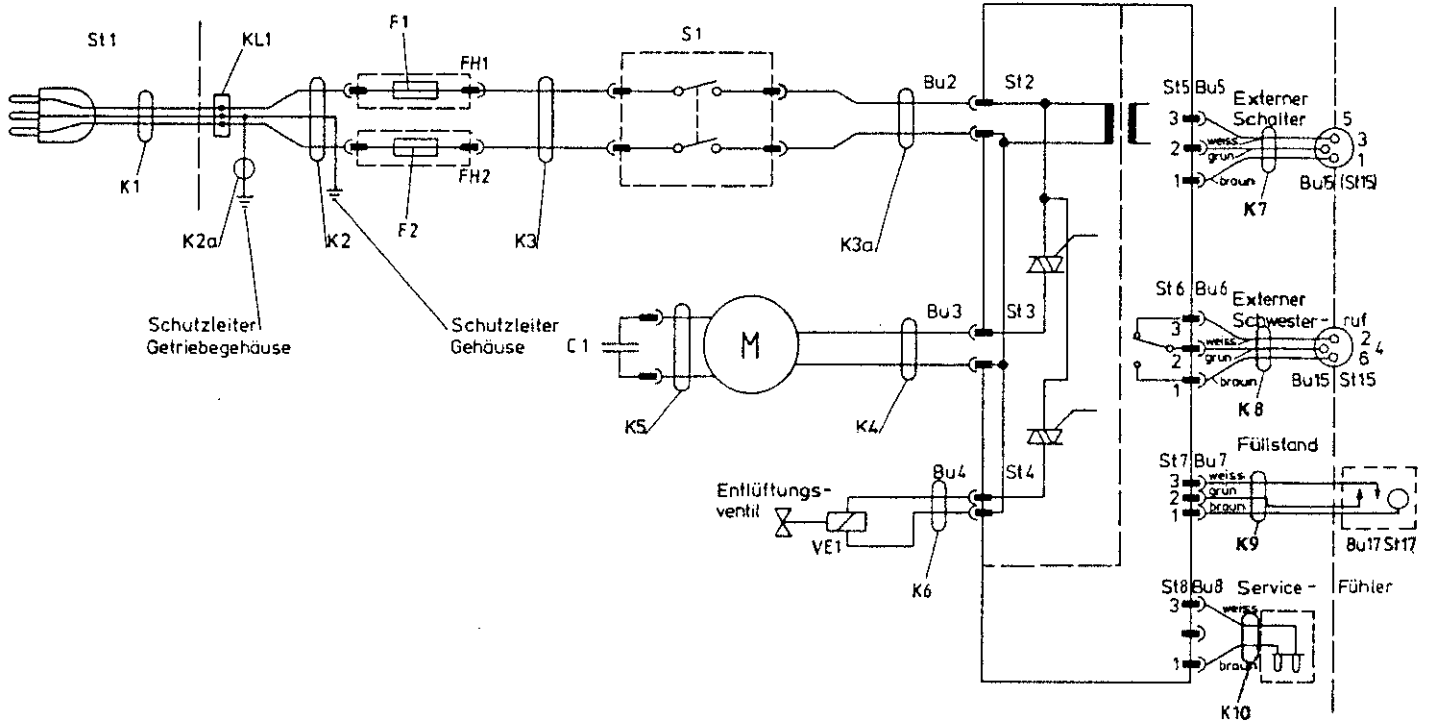 St1
KL1
F1
FH1
S1
Bu2
St2
K1
K2a
K2
F2
FH2
K3
K3a
Schutzleiter
Getriebegehäuse
Schutzleiter
Gehäuse
C1
M
K5
K4
Bu3
St3
Entlüftungs-
ventil
VE1
K6
Bu4
St4
St5 Bu5
Externer
Schalter
3
weiss
2
grün
1
braun
5
3
1
Bu15 (St15)
K7
St6 Bu6
Externer
Schwester-ruf
3
weiss
2
grün
1
braun
2
4
6
Bu15 St15
K8
Füllstand
St7 Bu7
3
weiss
2
grün
1
braun
K9
Bu17 St17
St8 Bu8
Service-Fühler
3
weiss
1
braun
K10